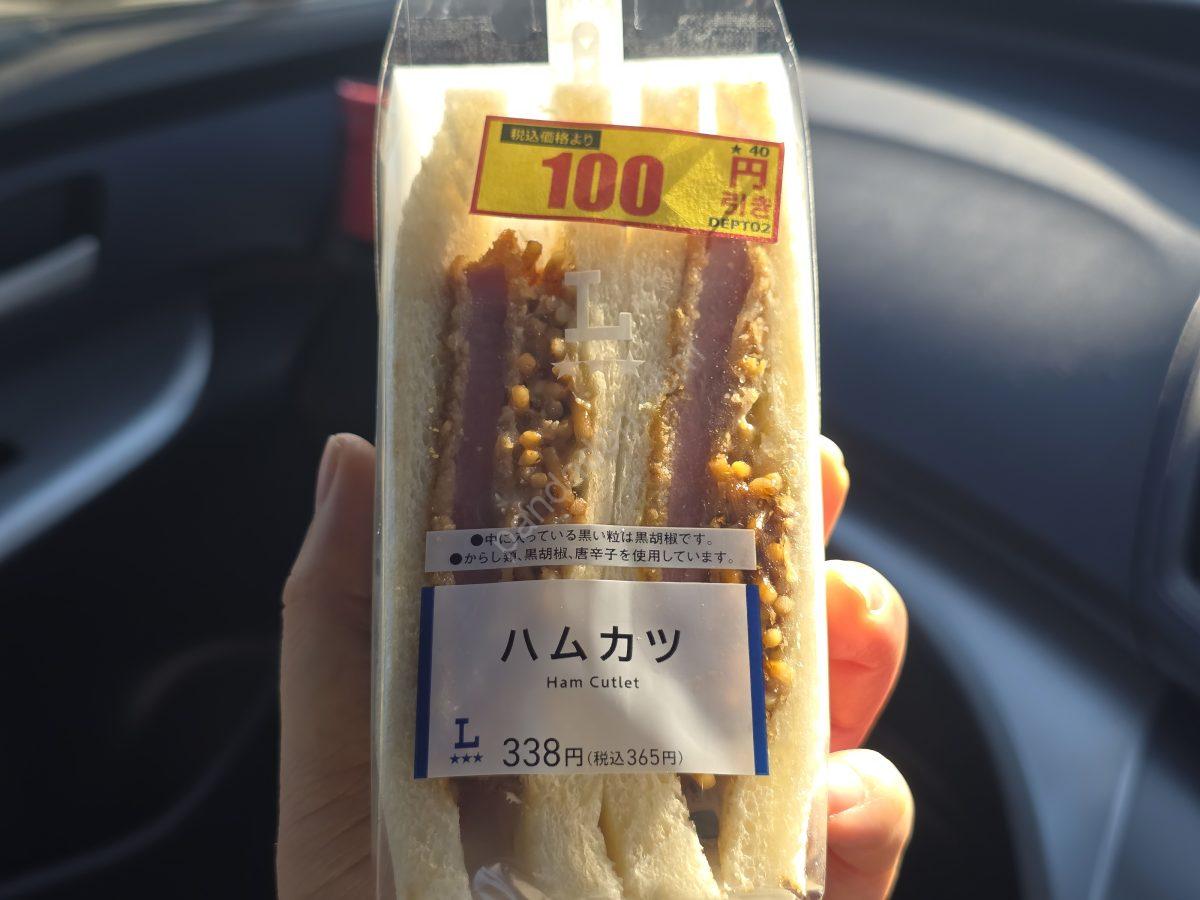 税込価格より
★ 40
100
円
引き
DEPT02
L
●中に入っている黒い粒は黒胡椒です。
●からし類、黒胡椒、唐辛子を使用しています。
ハムカツ
Ham Cutlet
L
★★★
338円(税込365円)